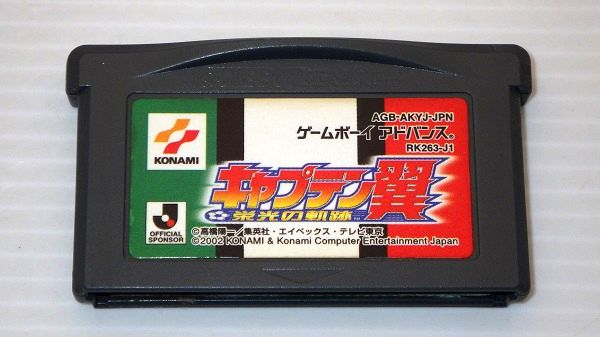 AGB-AKYJ-JPN
ゲームボーイ アドバンス®
RK263-J1
KONAMI
キャプテン翼
栄光の軌跡
J
OFFICIAL
SPONSOR
©高橋陽一/集英社・エイベックス・テレビ東京
©2002 KONAMI & Konami Computer Entertainment Japan